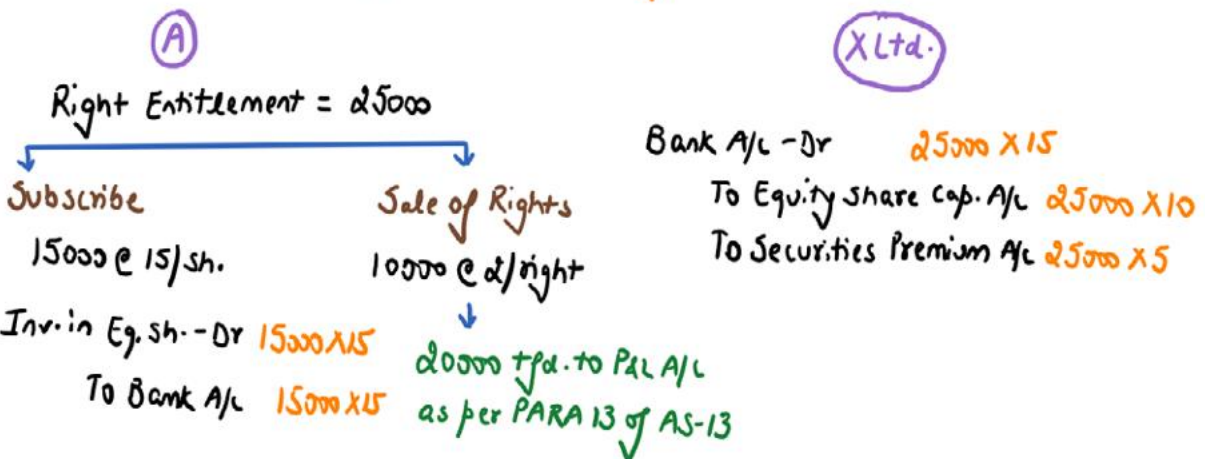 A
Right Entitlement = 25000
Subscribe
15000 @ 15/sh.
Inv. in Eq. Sh. - Dr 15000 X 15
To Bank A/c 15000 X 15
Sale of Rights
10000 @ 2/right
20000 tfd. to P&L A/c
as per PARA 13 of AS-13
X Ltd.
Bank A/c - Dr 25000 X 15
To Equity Share Cap. A/c 25000 X 10
To Securities Premium A/c 25000 X 5